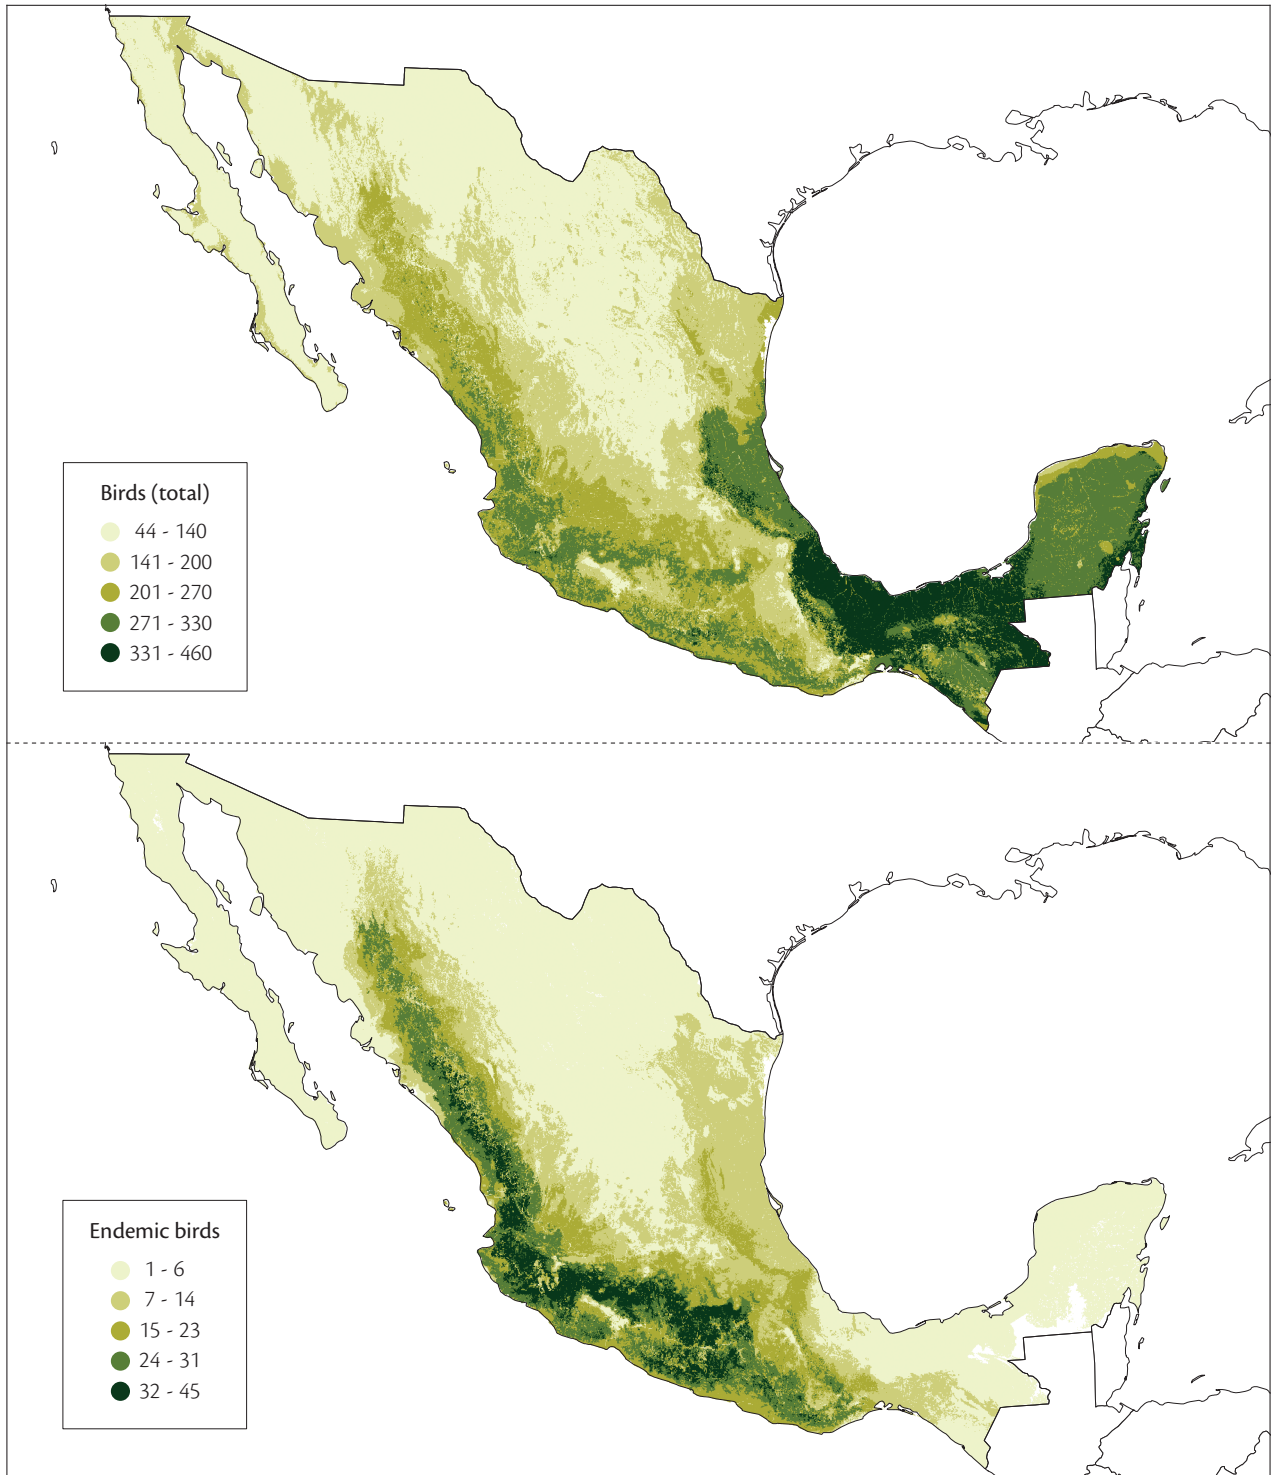 Birds (total)
44 - 140
141 - 200
201 - 270
271 - 330
331 - 460
Endemic birds
1 - 6
7 - 14
15 - 23
24 - 31
32 - 45